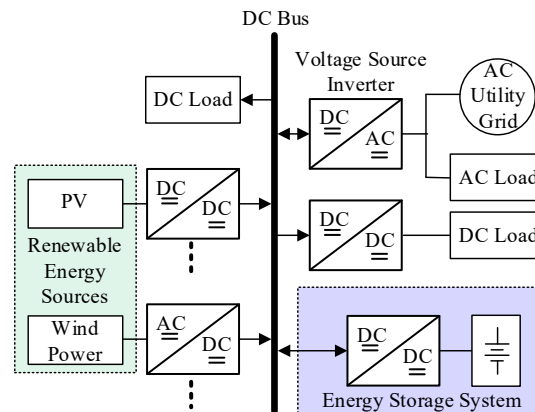 DC Bus
Voltage Source
Inverter
AC
Utility
Grid
DC Load
DC
AC
AC Load
PV
DC
DC
DC
DC
DC Load
Renewable
Energy
Sources
Wind
Power
AC
DC
DC
DC
Energy Storage System